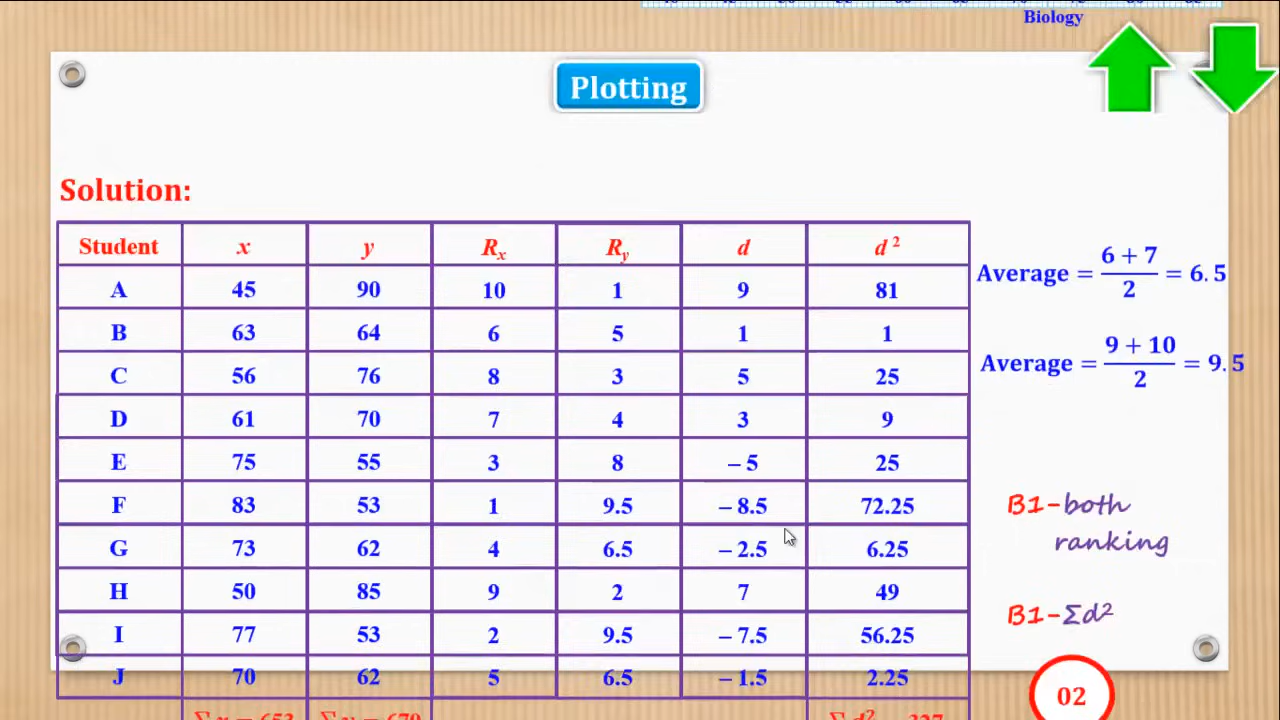 Biology
Plotting
Solution:
Student x y Rx Ry d d²
A 45 90 10 1 9 81
B 63 64 6 5 1 1
C 56 76 8 3 5 25
D 61 70 7 4 3 9
E 75 55 3 8 – 5 25
F 83 53 1 9.5 – 8.5 72.25
G 73 62 4 6.5 – 2.5 6.25
H 50 85 9 2 7 49
I 77 53 2 9.5 – 7.5 56.25
J 70 62 5 6.5 – 1.5 2.25
Average = (6 + 7)/2 = 6.5
Average = (9 + 10)/2 = 9.5
B1-both
ranking
B1-Σd²
02